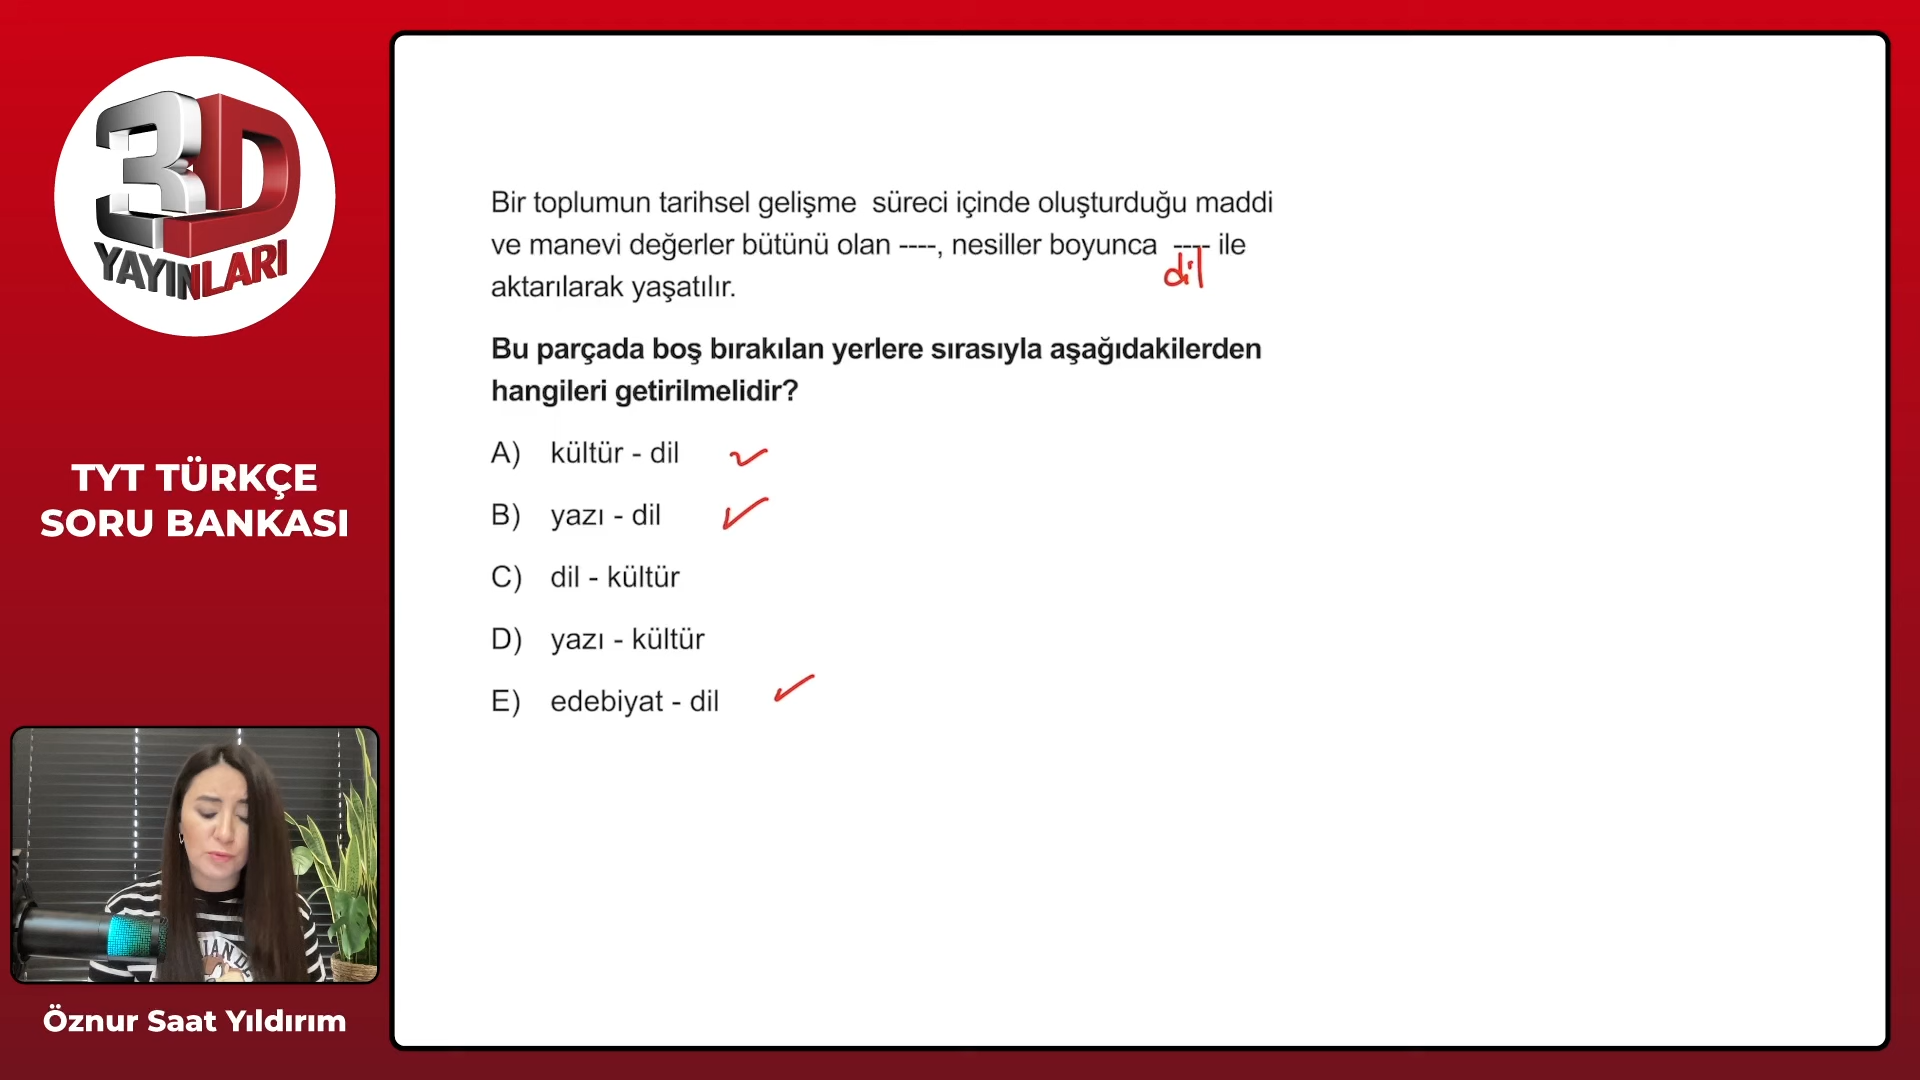 3D
YAYINLARI
TYT TÜRKÇE
SORU BANKASI
Öznur Saat Yıldırım
Bir toplumun tarihsel gelişme süreci içinde oluşturduğu maddi
ve manevi değerler bütünü olan ----, nesiller boyunca ---- ile
dil
aktarılarak yaşatılır.
Bu parçada boş bırakılan yerlere sırasıyla aşağıdakilerden
hangileri getirilmelidir?
A) kültür - dil
B) yazı - dil
C) dil - kültür
D) yazı - kültür
E) edebiyat - dil